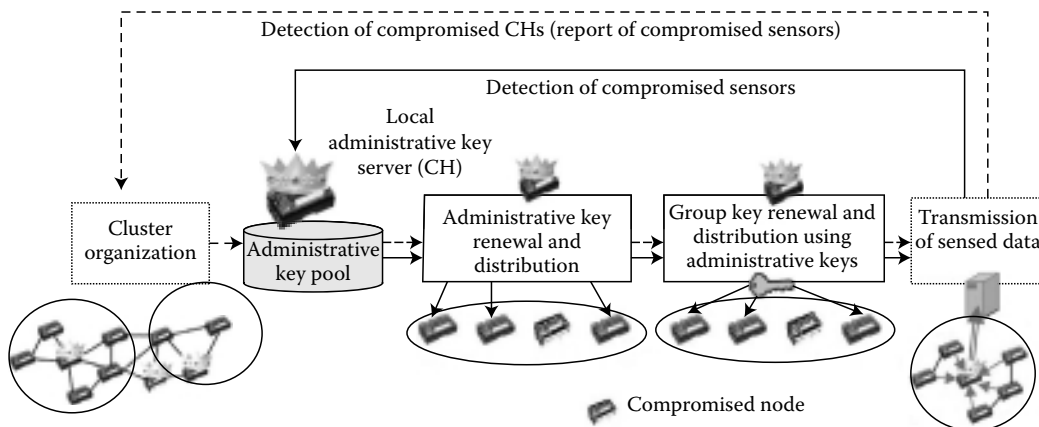 Detection of compromised CHs (report of compromised sensors)
Detection of compromised sensors
Local
administrative key
server (CH)
Cluster
organization
Administrative
key pool
Administrative key
renewal and
distribution
Group key renewal and
distribution using
administrative keys
Transmission
of sensed data
Compromised node